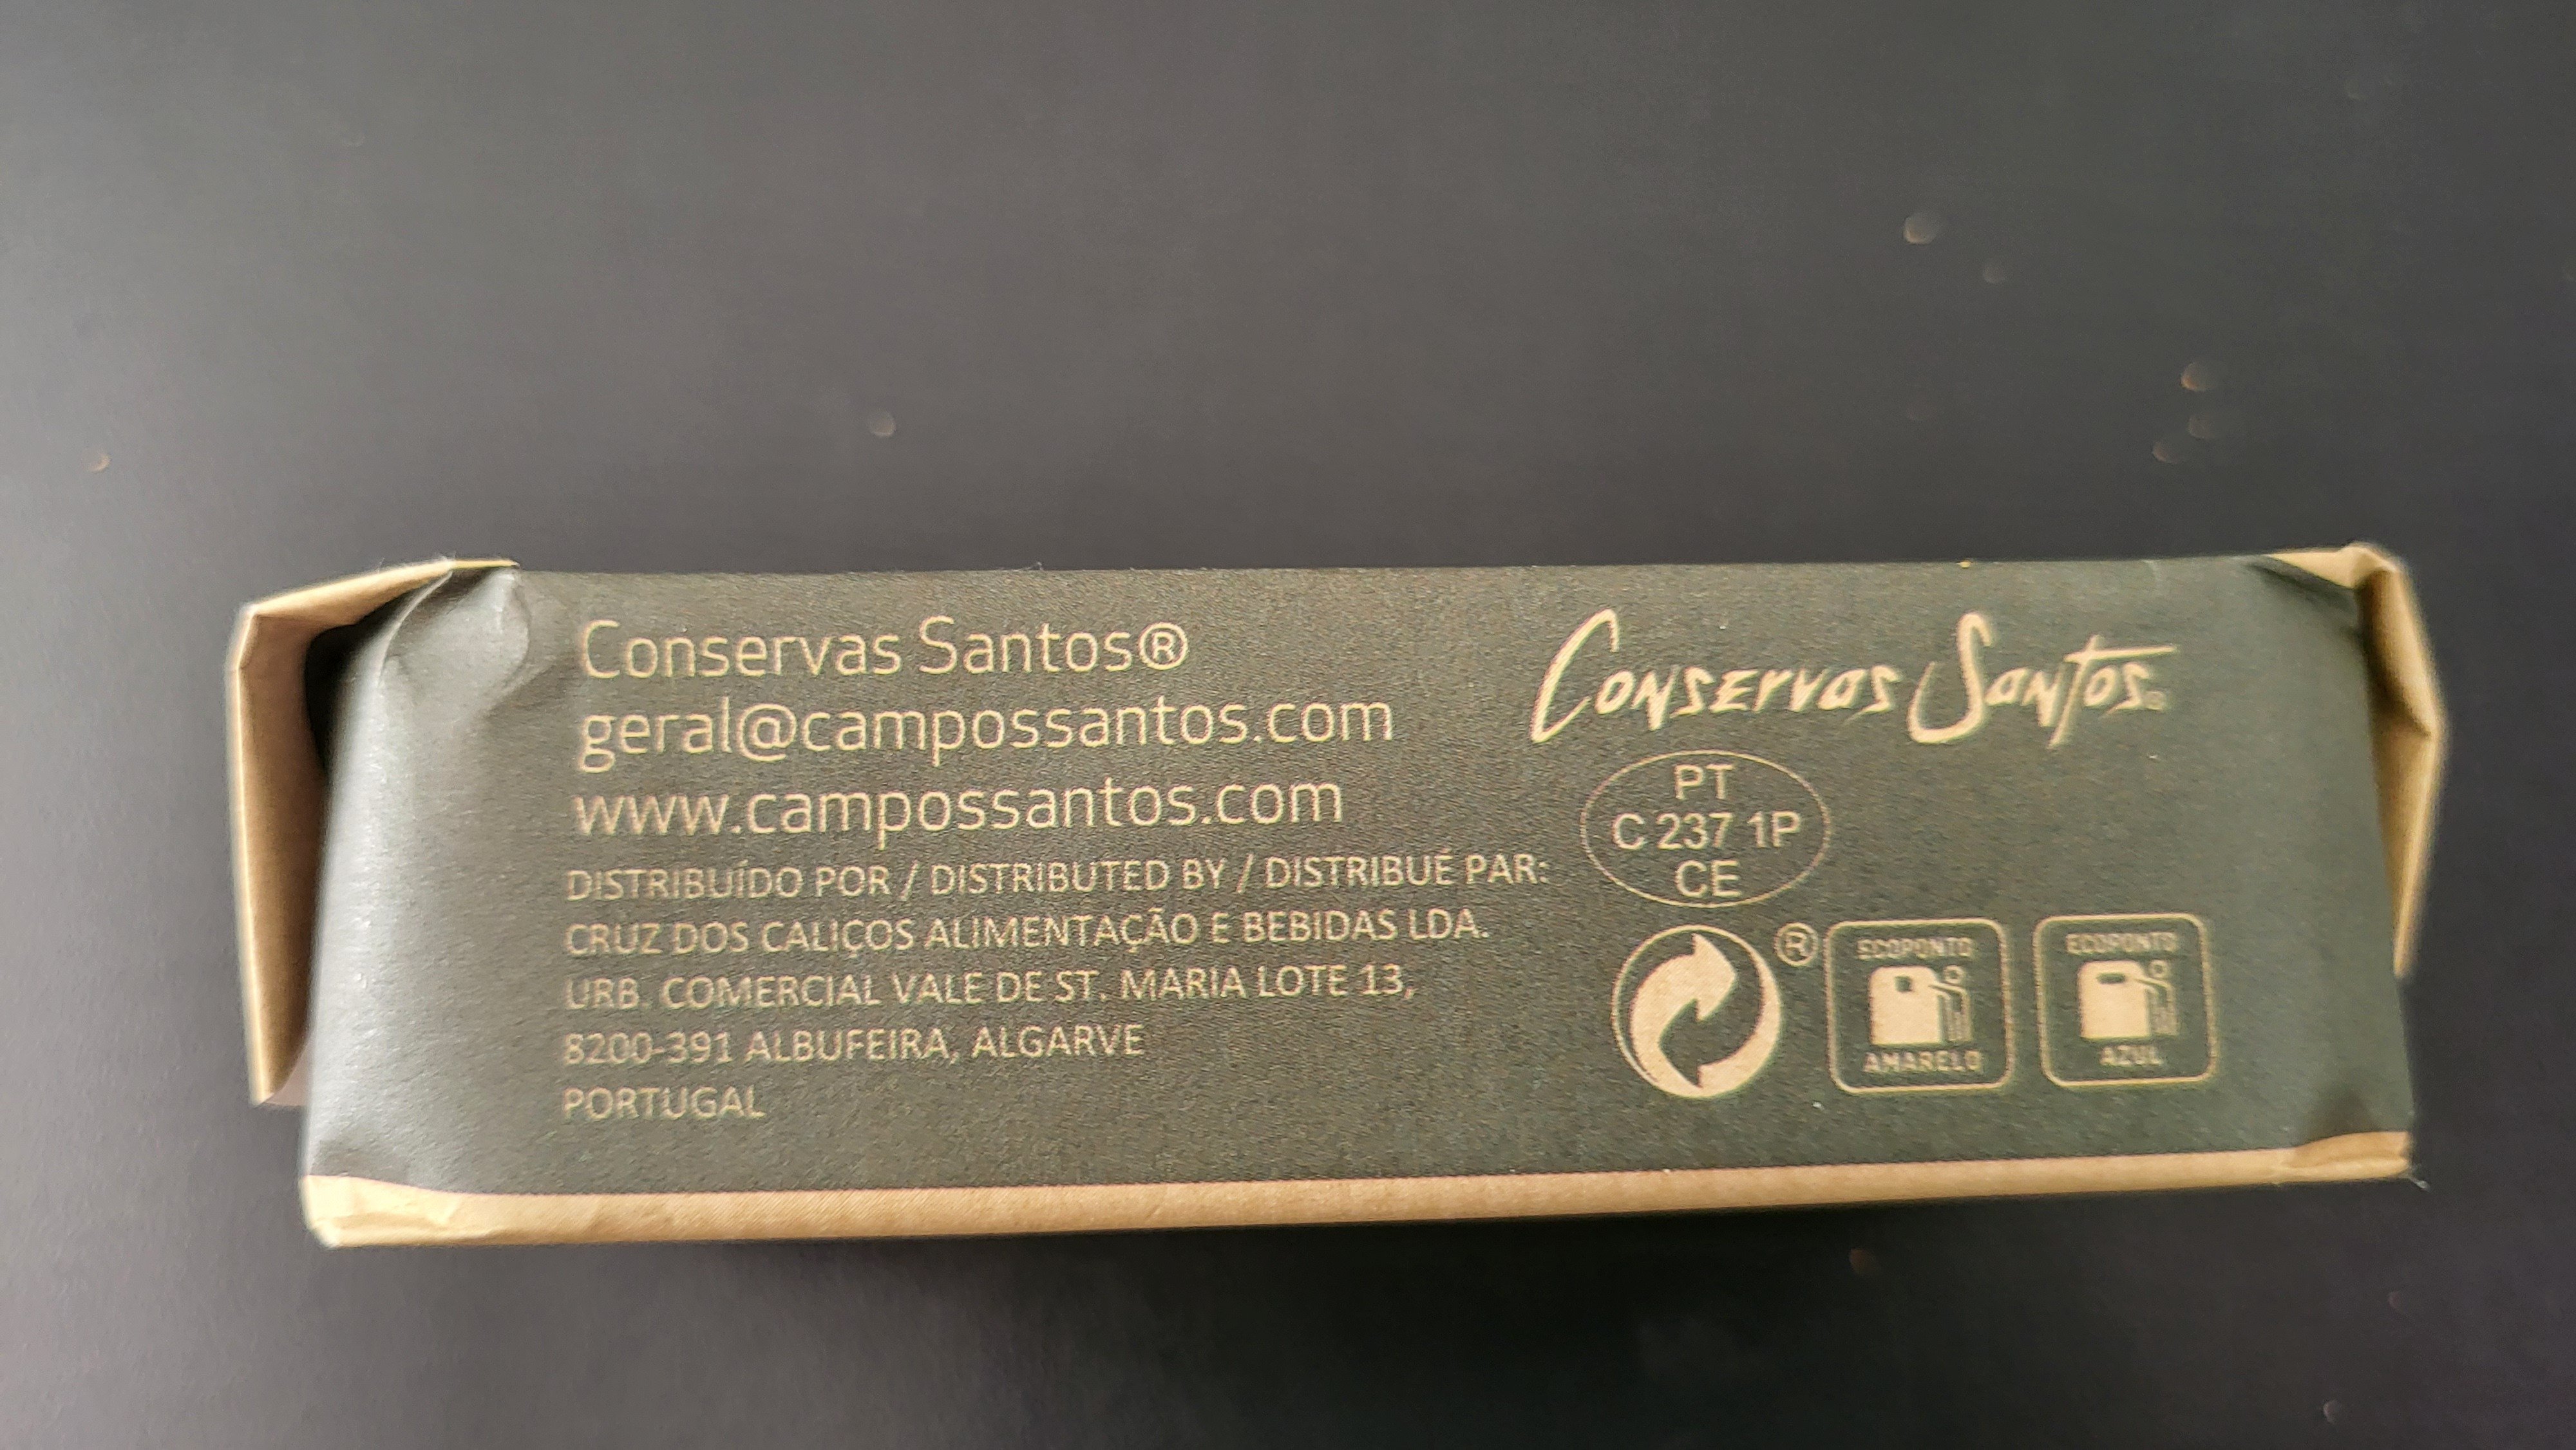 Conservas Santos®
geral@campossantos.com
www.campossantos.com
DISTRIBUÍDO POR / DISTRIBUTED BY / DISTRIBUÉ PAR:
CRUZ DOS CALIÇOS ALIMENTAÇÃO E BEBIDAS LDA.
URB. COMERCIAL VALE DE ST. MARIA LOTE 13,
8200-391 ALBUFEIRA, ALGARVE
PORTUGAL
Conservas Santos®
PT
C 237 1P
CE
®
ECOPONTO
AMARELO
ECOPONTO
AZUL